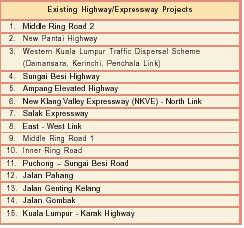 Existing Highway/Expressway Projects
1. Middle Ring Road 2
2. New Pantai Highway
3. Western Kuala Lumpur Traffic Dispersal Scheme
(Damansara, Kerinchi, Penchala Link)
4. Sungai Besi Highway
5. Ampang Elevated Highway
6. New Klang Valley Expressway (NKVE) - North Link
7. Salak Expressway
8. East - West Link
9. Middle Ring Road 1
10. Inner Ring Road
11. Puchong – Sungai Besi Road
12. Jalan Pahang
13. Jalan Genting Kelang
14. Jalan Gombak
15. Kuala Lumpur - Karak Highway